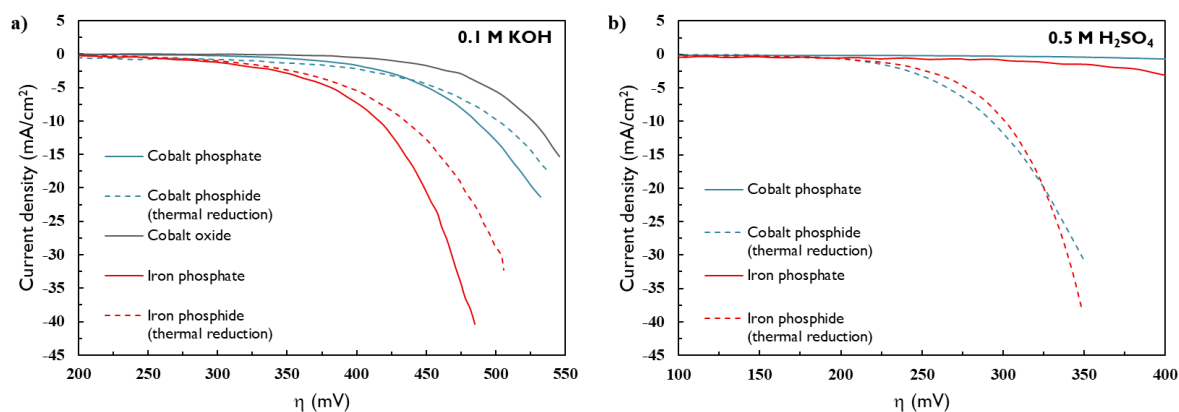 a)
0.1 M KOH
5
0
-5
-10
-15
-20
-25
-30
-35
-40
-45
Current density (mA/cm²)
Cobalt phosphate
Cobalt phosphide
(thermal reduction)
Cobalt oxide
Iron phosphate
Iron phosphide
(thermal reduction)
200 250 300 350 400 450 500 550
η (mV)
b)
0.5 M H₂SO₄
5
0
-5
-10
-15
-20
-25
-30
-35
-40
-45
Current density (mA/cm²)
Cobalt phosphate
Cobalt phosphide
(thermal reduction)
Iron phosphate
Iron phosphide
(thermal reduction)
100 150 200 250 300 350 400
η (mV)